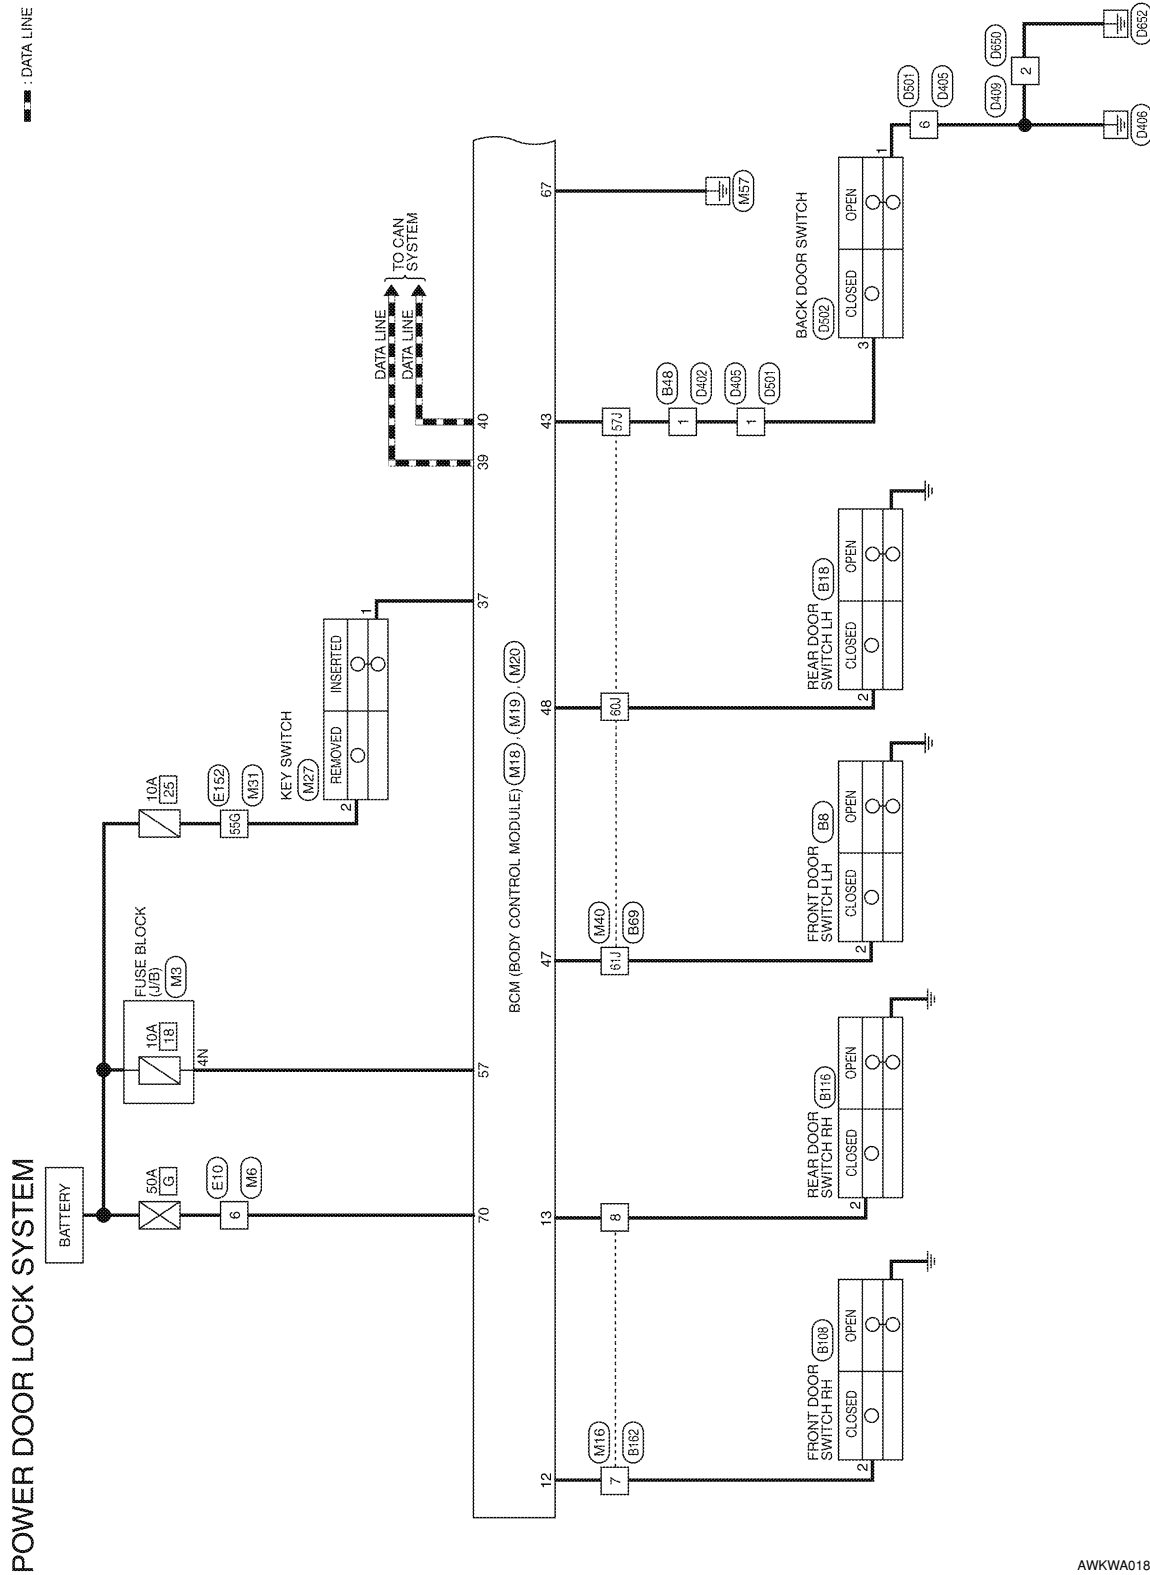 POWER DOOR LOCK SYSTEM
: DATA LINE
BATTERY
50A
G
E10
6
M6
FUSE BLOCK
(J/B)
M3
10A
18
4N
10A
25
E152
55G
M31
KEY SWITCH
M27
REMOVED
INSERTED
2
1
DATA LINE
DATA LINE
TO CAN
SYSTEM
70
57
37
39
40
BCM (BODY CONTROL MODULE) M18 , M19 , M20
12
13
47
48
43
67
M16
7
B162
8
M40
61J
B69
60J
57J
B48
1
D402
D405
1
D501
M57
FRONT DOOR
SWITCH RH
B108
CLOSED
OPEN
2
REAR DOOR
SWITCH RH
B116
CLOSED
OPEN
2
FRONT DOOR
SWITCH LH
B8
CLOSED
OPEN
2
REAR DOOR
SWITCH LH
B18
CLOSED
OPEN
2
BACK DOOR SWITCH
D502
CLOSED
OPEN
3
1
D501
6
D405
D409
2
D650
D406
D652
AWKWA018